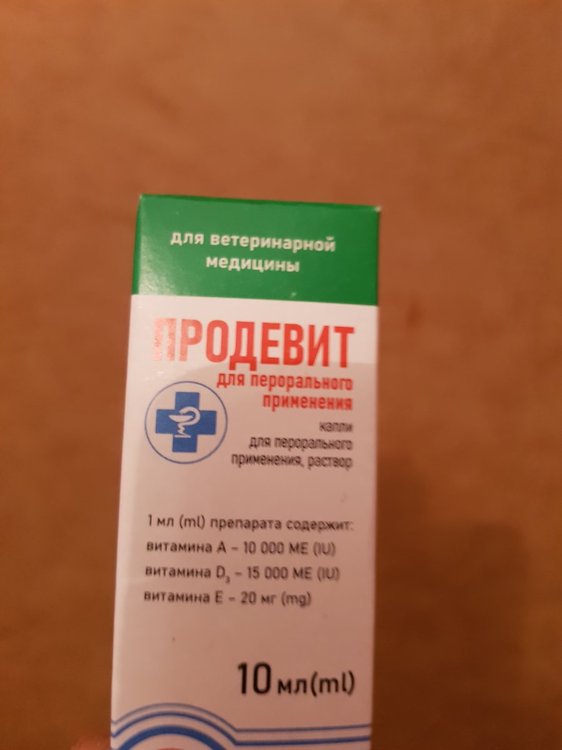 для ветеринарной
медицины
ПРОДЕВИТ
для перорального
применения
капли
для перорального
применения, раствор
1 мл (ml) препарата содержит:
витамина А – 10 000 МЕ (IU)
витамина D₃ – 15 000 МЕ (IU)
витамина Е – 20 мг (mg)
10 мл(ml)